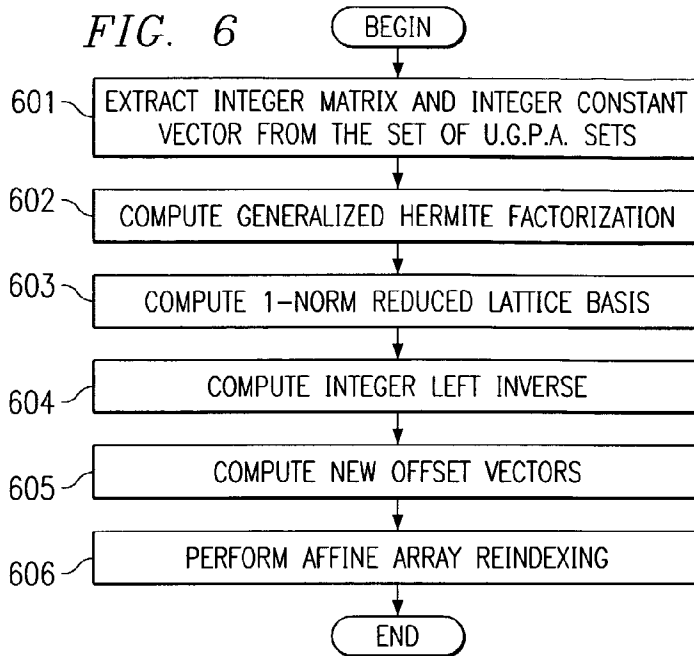 FIG. 6
BEGIN
601
EXTRACT INTEGER MATRIX AND INTEGER CONSTANT
VECTOR FROM THE SET OF U.G.P.A. SETS
602
COMPUTE GENERALIZED HERMITE FACTORIZATION
603
COMPUTE 1-NORM REDUCED LATTICE BASIS
604
COMPUTE INTEGER LEFT INVERSE
605
COMPUTE NEW OFFSET VECTORS
606
PERFORM AFFINE ARRAY REINDEXING
END